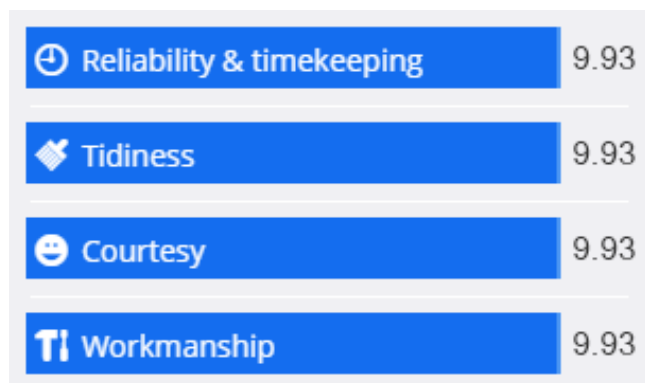 Reliability & timekeeping 9.93
Tidiness 9.93
Courtesy 9.93
Workmanship 9.93